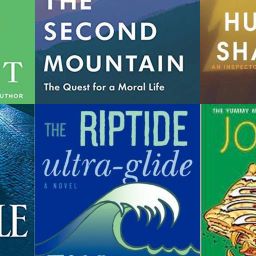 THE
SECOND
MOUNTAIN
The Quest for a Moral Life
T
AUTHOR
HU
SHA
AN INSPECTO
THE RIPTIDE
ultra-glide
A NOVEL
LE
THE YUMMY M
JO